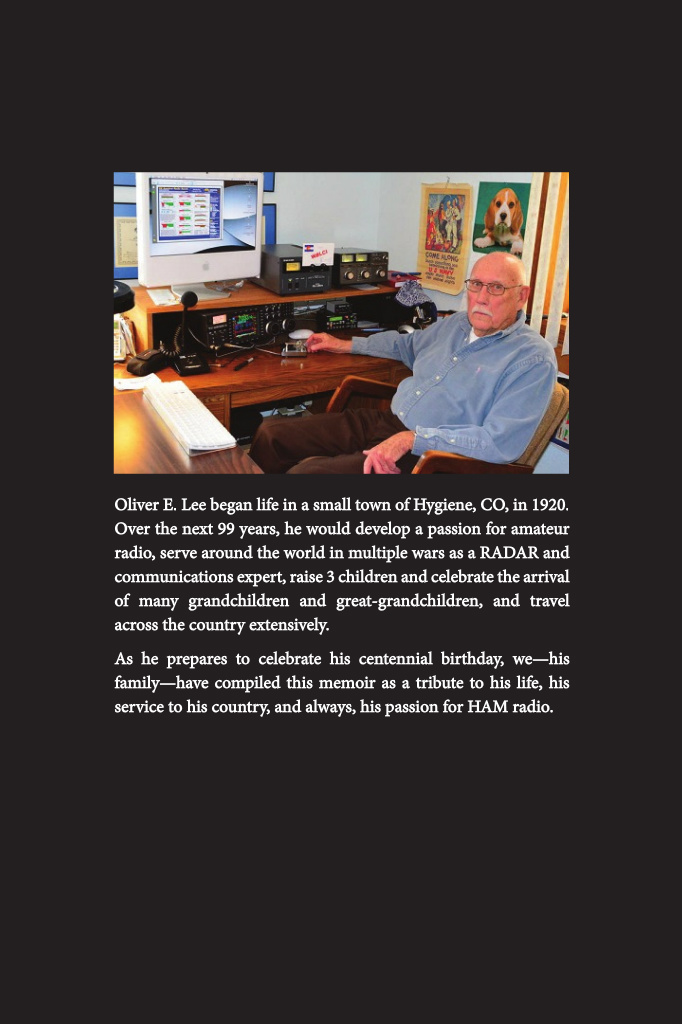 COME ALONG
U.S. NAVY
Oliver E. Lee began life in a small town of Hygiene, CO, in 1920.
Over the next 99 years, he would develop a passion for amateur
radio, serve around the world in multiple wars as a RADAR and
communications expert, raise 3 children and celebrate the arrival
of many grandchildren and great-grandchildren, and travel
across the country extensively.
As he prepares to celebrate his centennial birthday, we—his
family—have compiled this memoir as a tribute to his life, his
service to his country, and always, his passion for HAM radio.